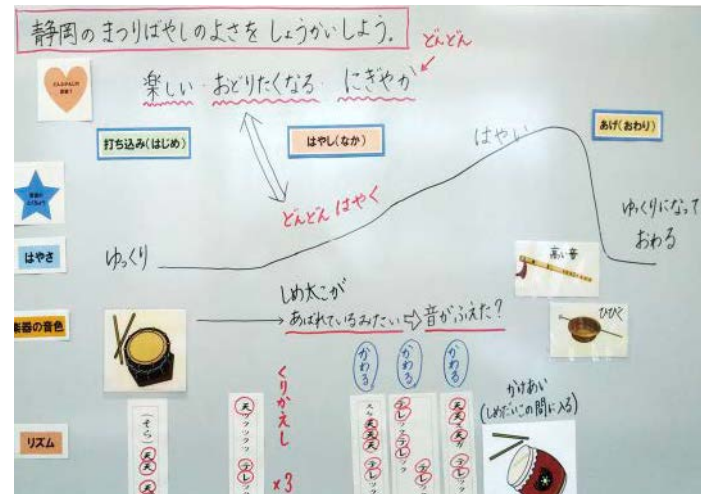 静岡のまつりばやしのよさをしょうかいしよう。
どんどん
楽しい・おどりたくなる・にぎやか
打ち込み(はじめ)
はやし(なか)
はやい
あげ(おわり)
どんどんはやく
はやさ
ゆっくり
ゆっくりになって
おわる
高い音
しめ太こが
あばれているみたい⇨音がふえた?
ひびく
楽器の音色
かわる
かわる
かわる
かけあい
(しめだいこの間に入る)
くりかえし
×3
リズム
(そら)天天